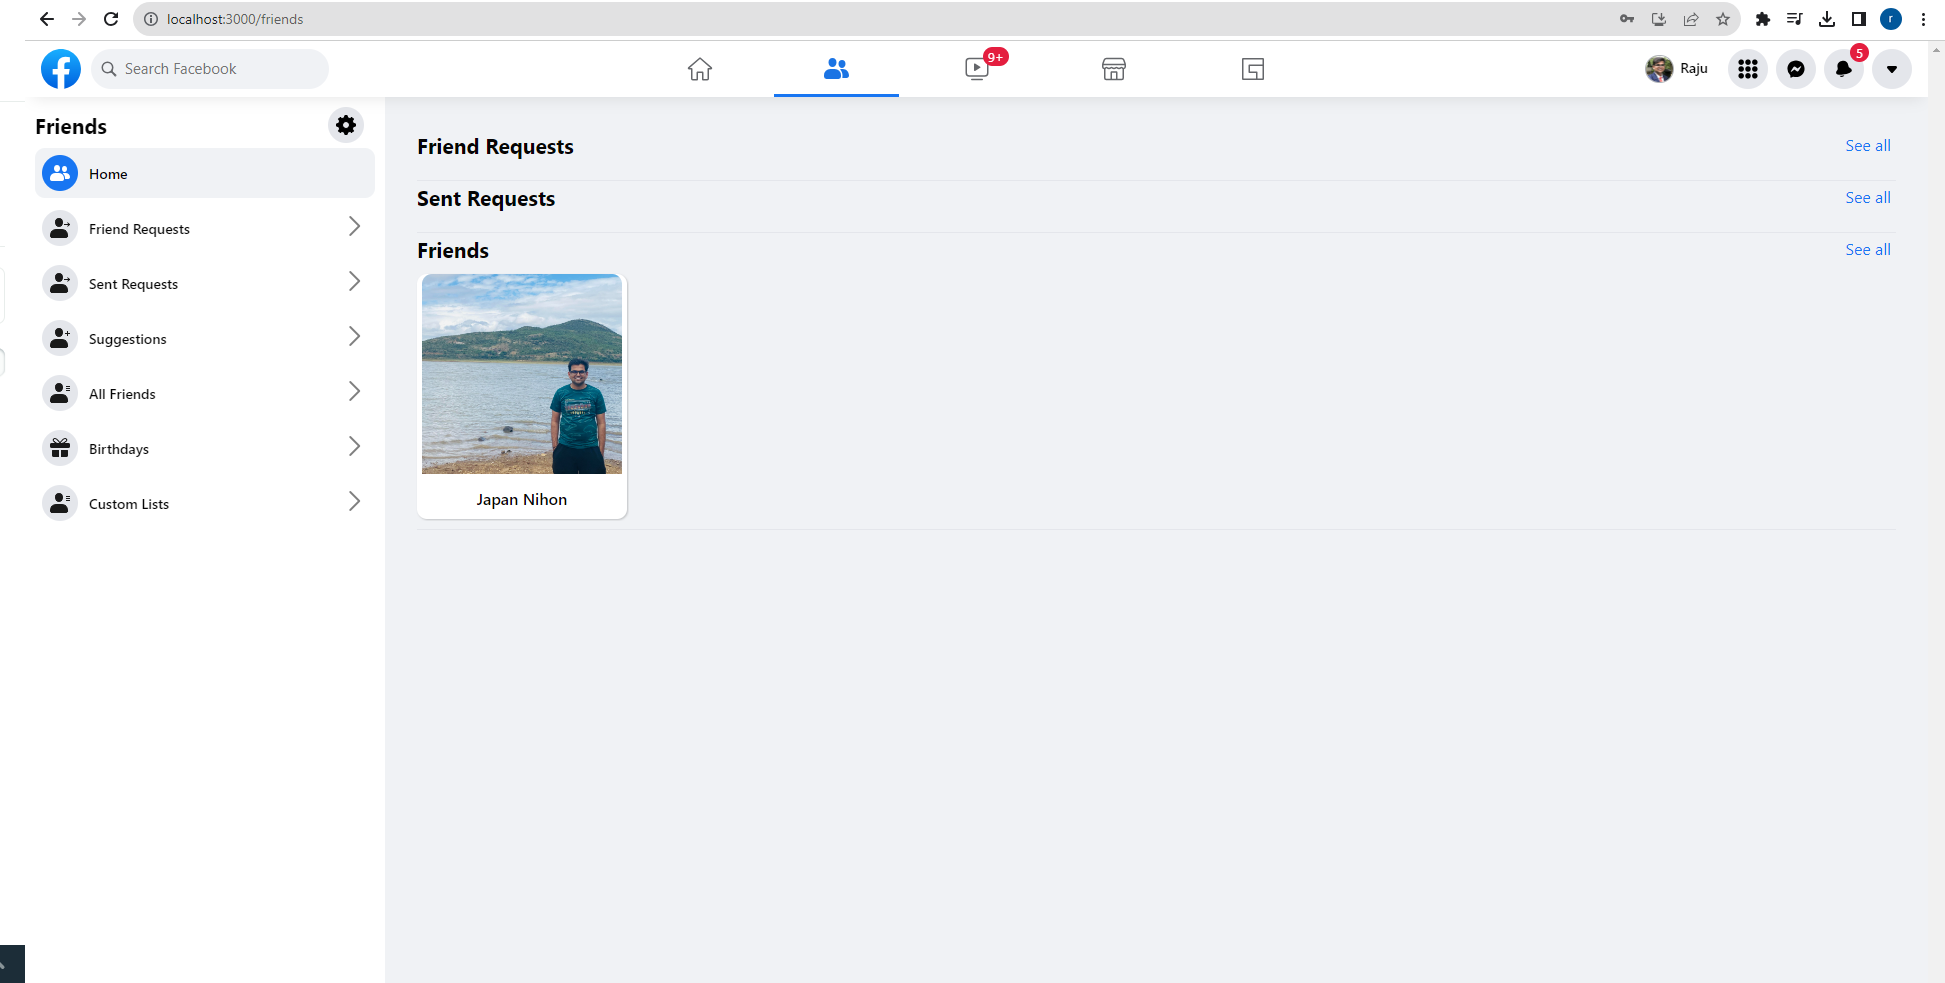 localhost:3000/friends
r
Search Facebook
9+
Raju
5
Friends
Home
Friend Requests
Sent Requests
Suggestions
All Friends
Birthdays
Custom Lists
Friend Requests
See all
Sent Requests
See all
Friends
See all
Japan Nihon